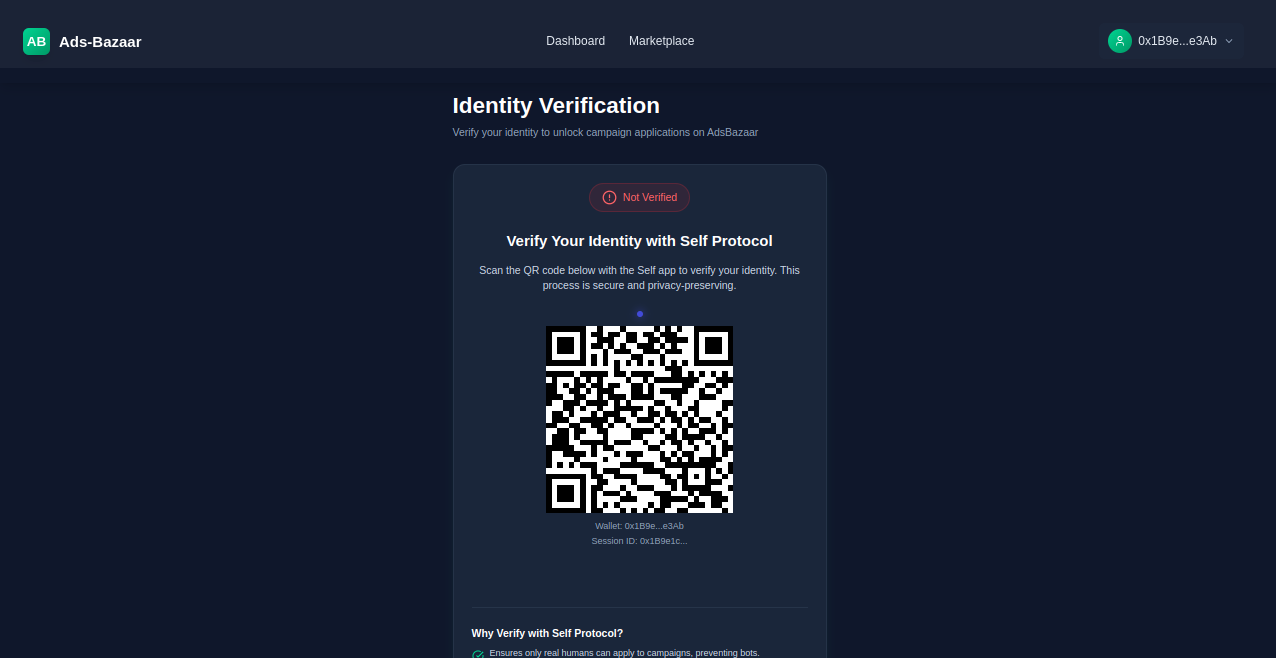 AB Ads-Bazaar Dashboard Marketplace 0x1B9e...e3Ab
Identity Verification
Verify your identity to unlock campaign applications on AdsBazaar
Not Verified
Verify Your Identity with Self Protocol
Scan the QR code below with the Self app to verify your identity. This
process is secure and privacy-preserving.
Wallet: 0x1B9e...e3Ab
Session ID: 0x1B9e1c...
Why Verify with Self Protocol?
Ensures only real humans can apply to campaigns, preventing bots.